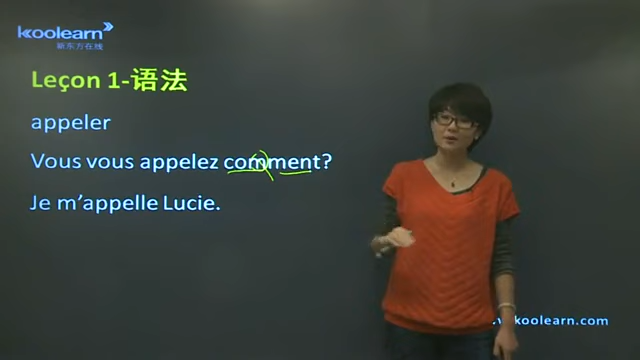 koolearn
新东方在线
Leçon 1-语法
appeler
Vous vous appelez comment?
Je m'appelle Lucie.
koolearn.com